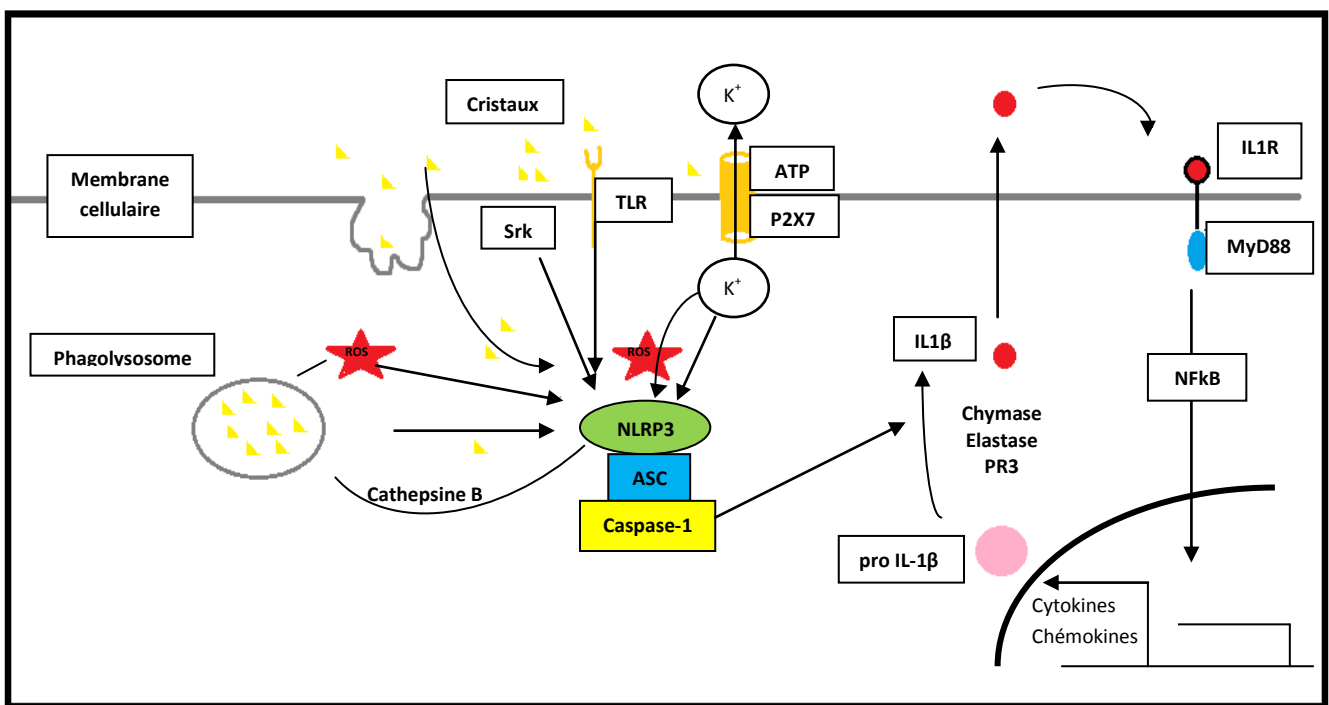 K⁺
Cristaux
IL1R
ATP
Membrane
cellulaire
TLR
P2X7
Srk
MyD88
K⁺
IL1β
Phagolysosome
ROS
ROS
NFkB
Chymase
Elastase
PR3
NLRP3
ASC
Cathepsine B
Caspase-1
pro IL-1β
Cytokines
Chémokines